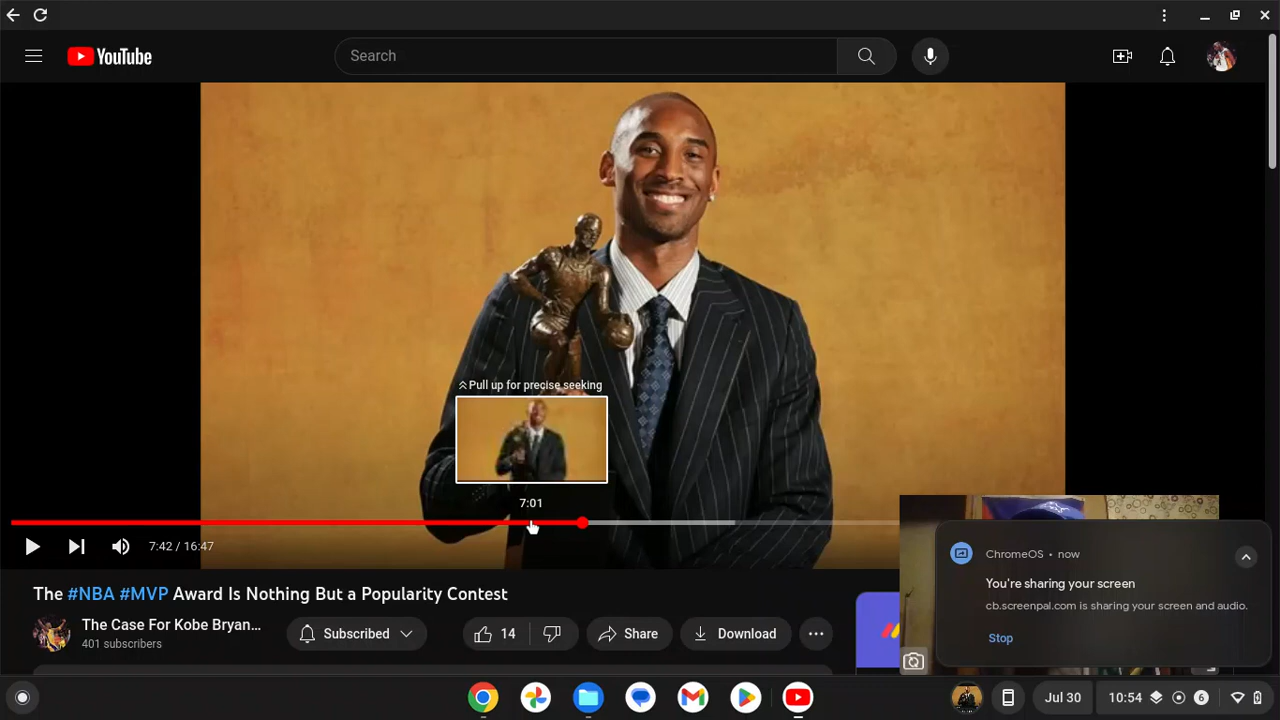 YouTube
Search
Pull up for precise seeking
7:01
7:42 / 16:47
The #NBA #MVP Award Is Nothing But a Popularity Contest
The Case For Kobe Bryan...
401 subscribers
Subscribed
14
Share
Download
ChromeOS • now
You're sharing your screen
cb.screenpal.com is sharing your screen and audio.
Stop
Jul 30
10:54
6